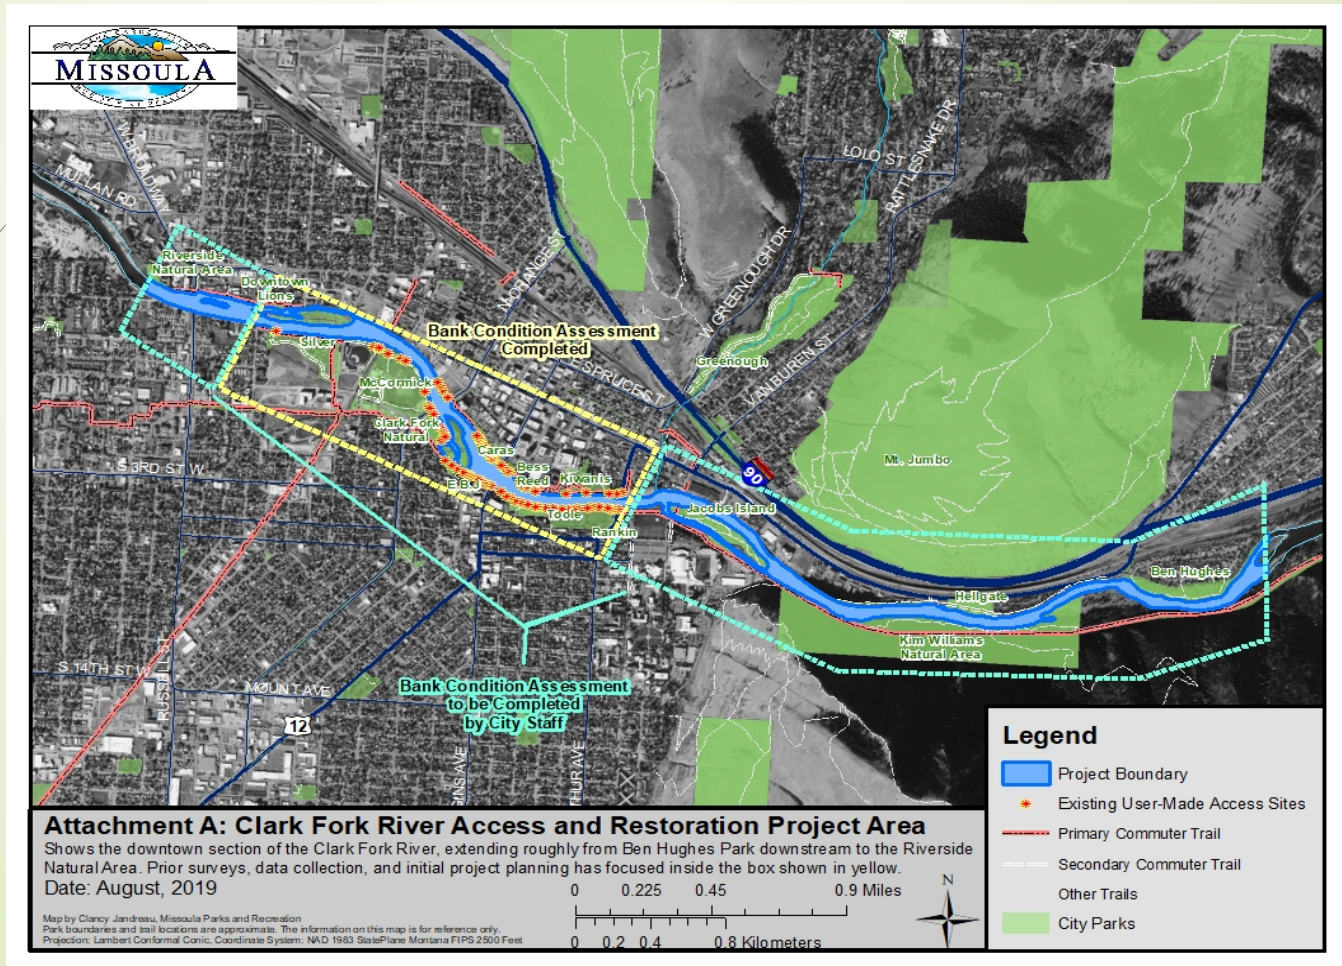 MISSOULA
W BROADWAY
MULLAN RD
LOLO ST
RATTLESNAKE DR
N ORANGE ST
W GREENOUGH DR
VAN BUREN ST
E SPRUCE ST
Riverside
Natural Area
Downtown
Lions
Bank Condition Assessment
Completed
Silver
McCormick
Greenough
Clark Fork
Natural
Caras
Bess
Reed
Kiwanis
E B J
Toole
Rankin
90
Mt. Jumbo
Jacobs Island
Ben Hughes
Hellgate
Kim Williams
Natural Area
S 3RD ST W
S 14TH ST W
RUSSELL ST
MOUNT AVE
12
Bank Condition Assessment
to be Completed
by City Staff
Legend
Project Boundary
Existing User-Made Access Sites
Primary Commuter Trail
Secondary Commuter Trail
Other Trails
City Parks
Attachment A: Clark Fork River Access and Restoration Project Area
Shows the downtown section of the Clark Fork River, extending roughly from Ben Hughes Park downstream to the Riverside
Natural Area. Prior surveys, data collection, and initial project planning has focused inside the box shown in yellow.
Date: August, 2019
0 0.225 0.45 0.9 Miles
0 0.2 0.4 0.8 Kilometers
N
Map by Clancy Jandreau, Missoula Parks and Recreation
Park boundaries and trail locations are approximate. The information on this map is for reference only.
Projection: Lambert Conformal Conic, Coordinate System: NAD 1983 StatePlane Montana FIPS 2500 Feet